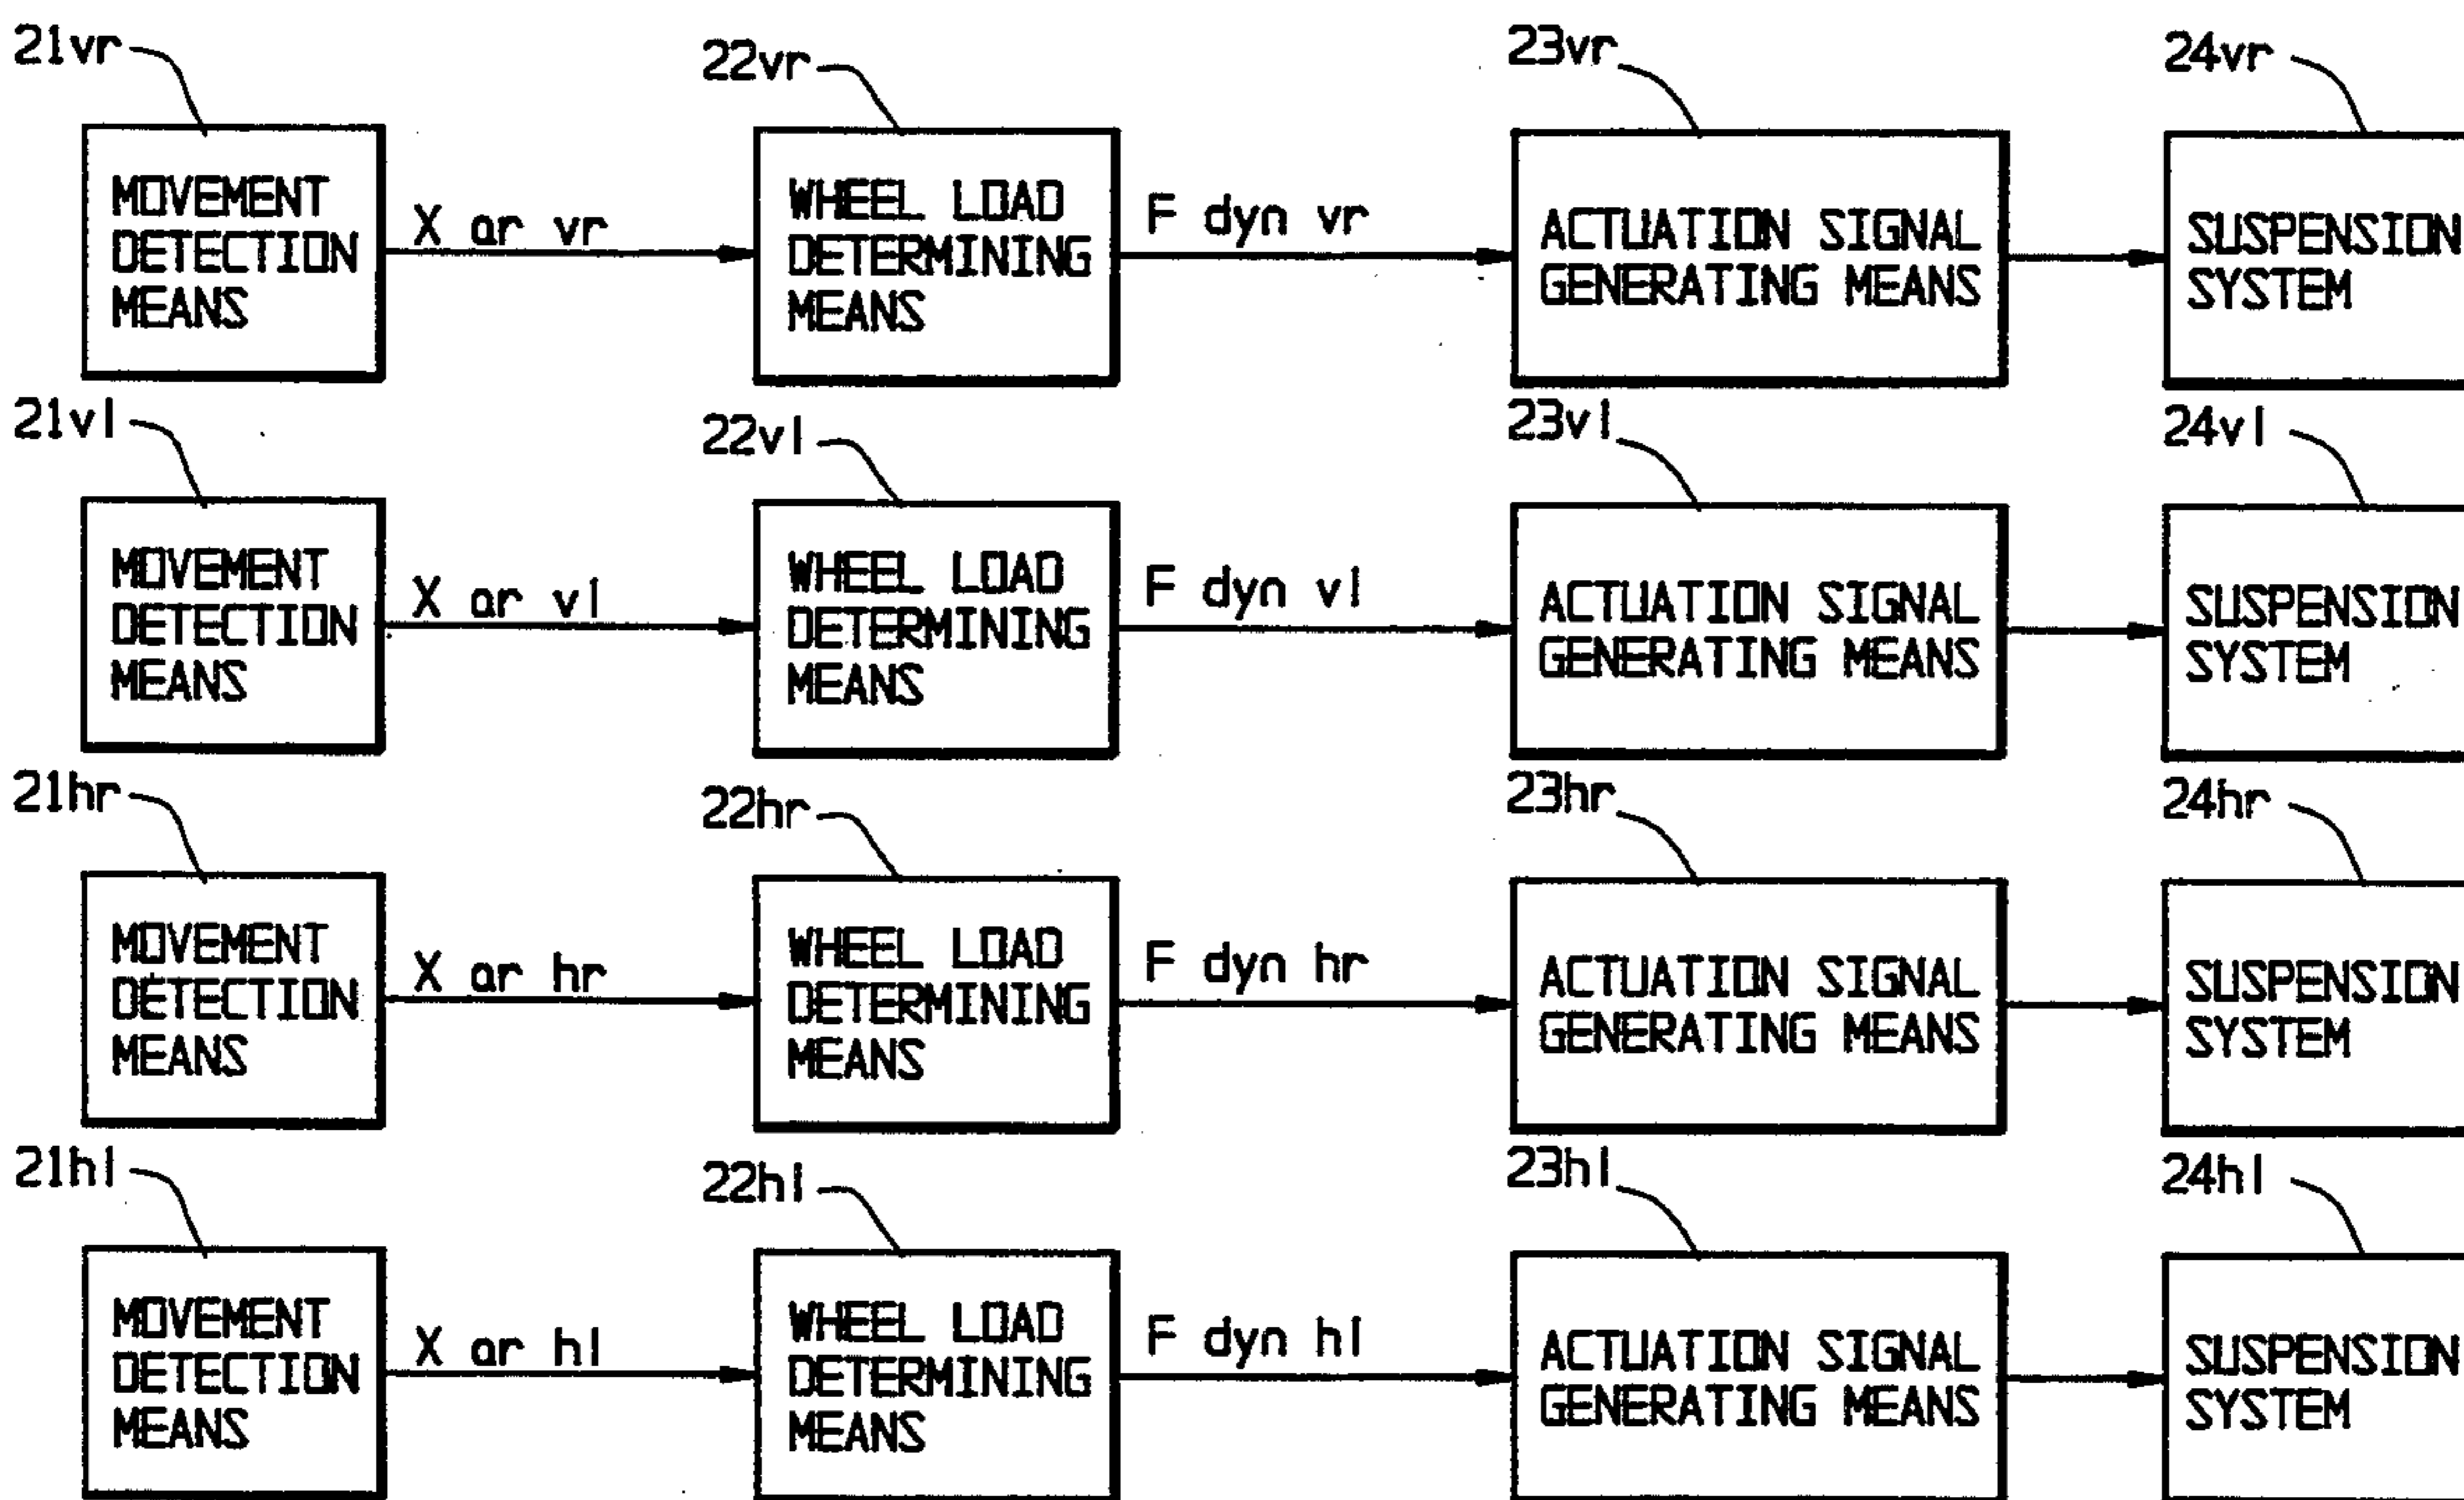 21vr
22vr
23vr
24vr
MOVEMENT
DETECTION
MEANS
X ar vr
WHEEL LOAD
DETERMINING
MEANS
F dyn vr
ACTUATION SIGNAL
GENERATING MEANS
SUSPENSION
SYSTEM
21vl
22vl
23vl
24vl
MOVEMENT
DETECTION
MEANS
X ar vl
WHEEL LOAD
DETERMINING
MEANS
F dyn vl
ACTUATION SIGNAL
GENERATING MEANS
SUSPENSION
SYSTEM
21hr
22hr
23hr
24hr
MOVEMENT
DETECTION
MEANS
X ar hr
WHEEL LOAD
DETERMINING
MEANS
F dyn hr
ACTUATION SIGNAL
GENERATING MEANS
SUSPENSION
SYSTEM
21hl
22hl
23hl
24hl
MOVEMENT
DETECTION
MEANS
X ar hl
WHEEL LOAD
DETERMINING
MEANS
F dyn hl
ACTUATION SIGNAL
GENERATING MEANS
SUSPENSION
SYSTEM